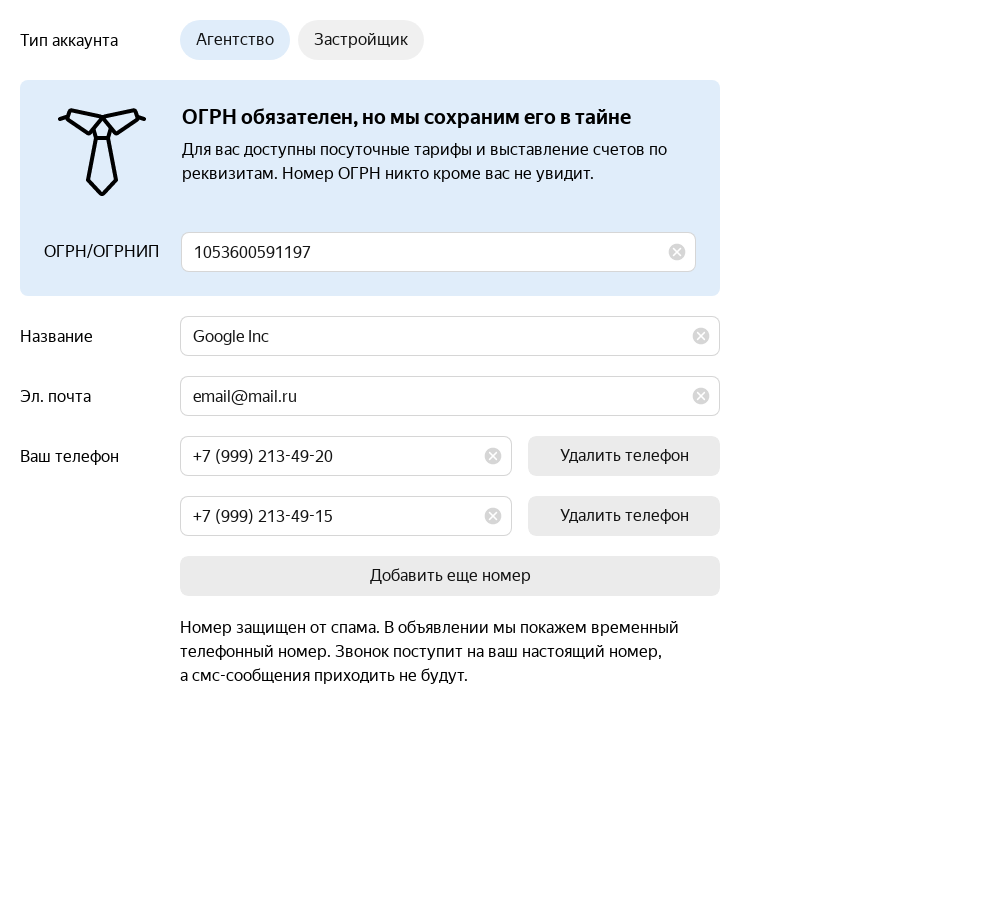 Тип аккаунта Агентство Застройщик
ОГРН обязателен, но мы сохраним его в тайне
Для вас доступны посуточные тарифы и выставление счетов по
реквизитам. Номер ОГРН никто кроме вас не увидит.
ОГРН/ОГРНИП 1053600591197
Название Google Inc
Эл. почта email@mail.ru
Ваш телефон +7 (999) 213-49-20 Удалить телефон
+7 (999) 213-49-15 Удалить телефон
Добавить еще номер
Номер защищен от спама. В объявлении мы покажем временный
телефонный номер. Звонок поступит на ваш настоящий номер,
а смс-сообщения приходить не будут.